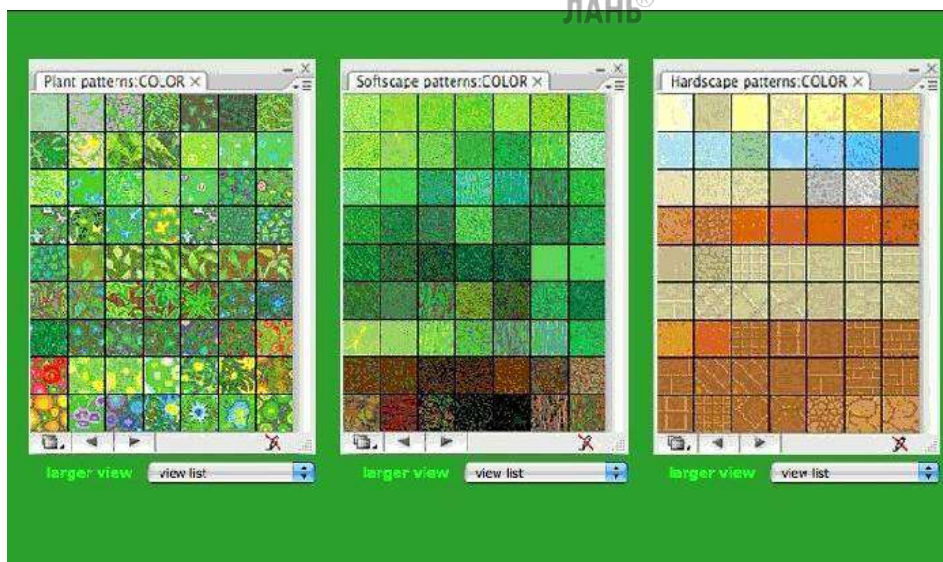 ЛАНЬ®
Plant patterns:COLOR ×
Softscape patterns:COLOR ×
Hardscape patterns:COLOR ×
larger view view list
larger view view list
larger view view list